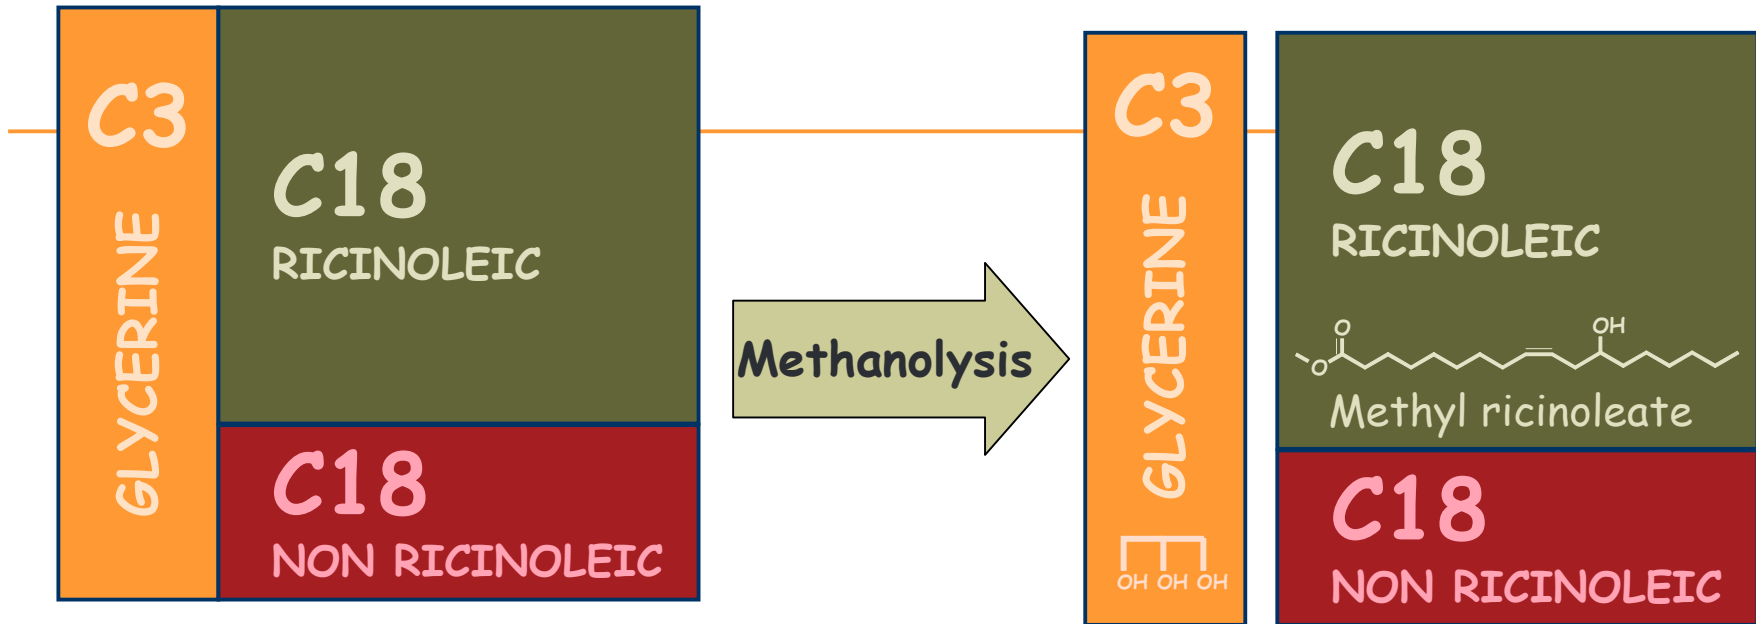 C3
GLYCERINE
C18
RICINOLEIC
C18
NON RICINOLEIC
Methanolysis
C3
GLYCERINE
OH OH OH
C18
RICINOLEIC
O
OH
O
Methyl ricinoleate
C18
NON RICINOLEIC